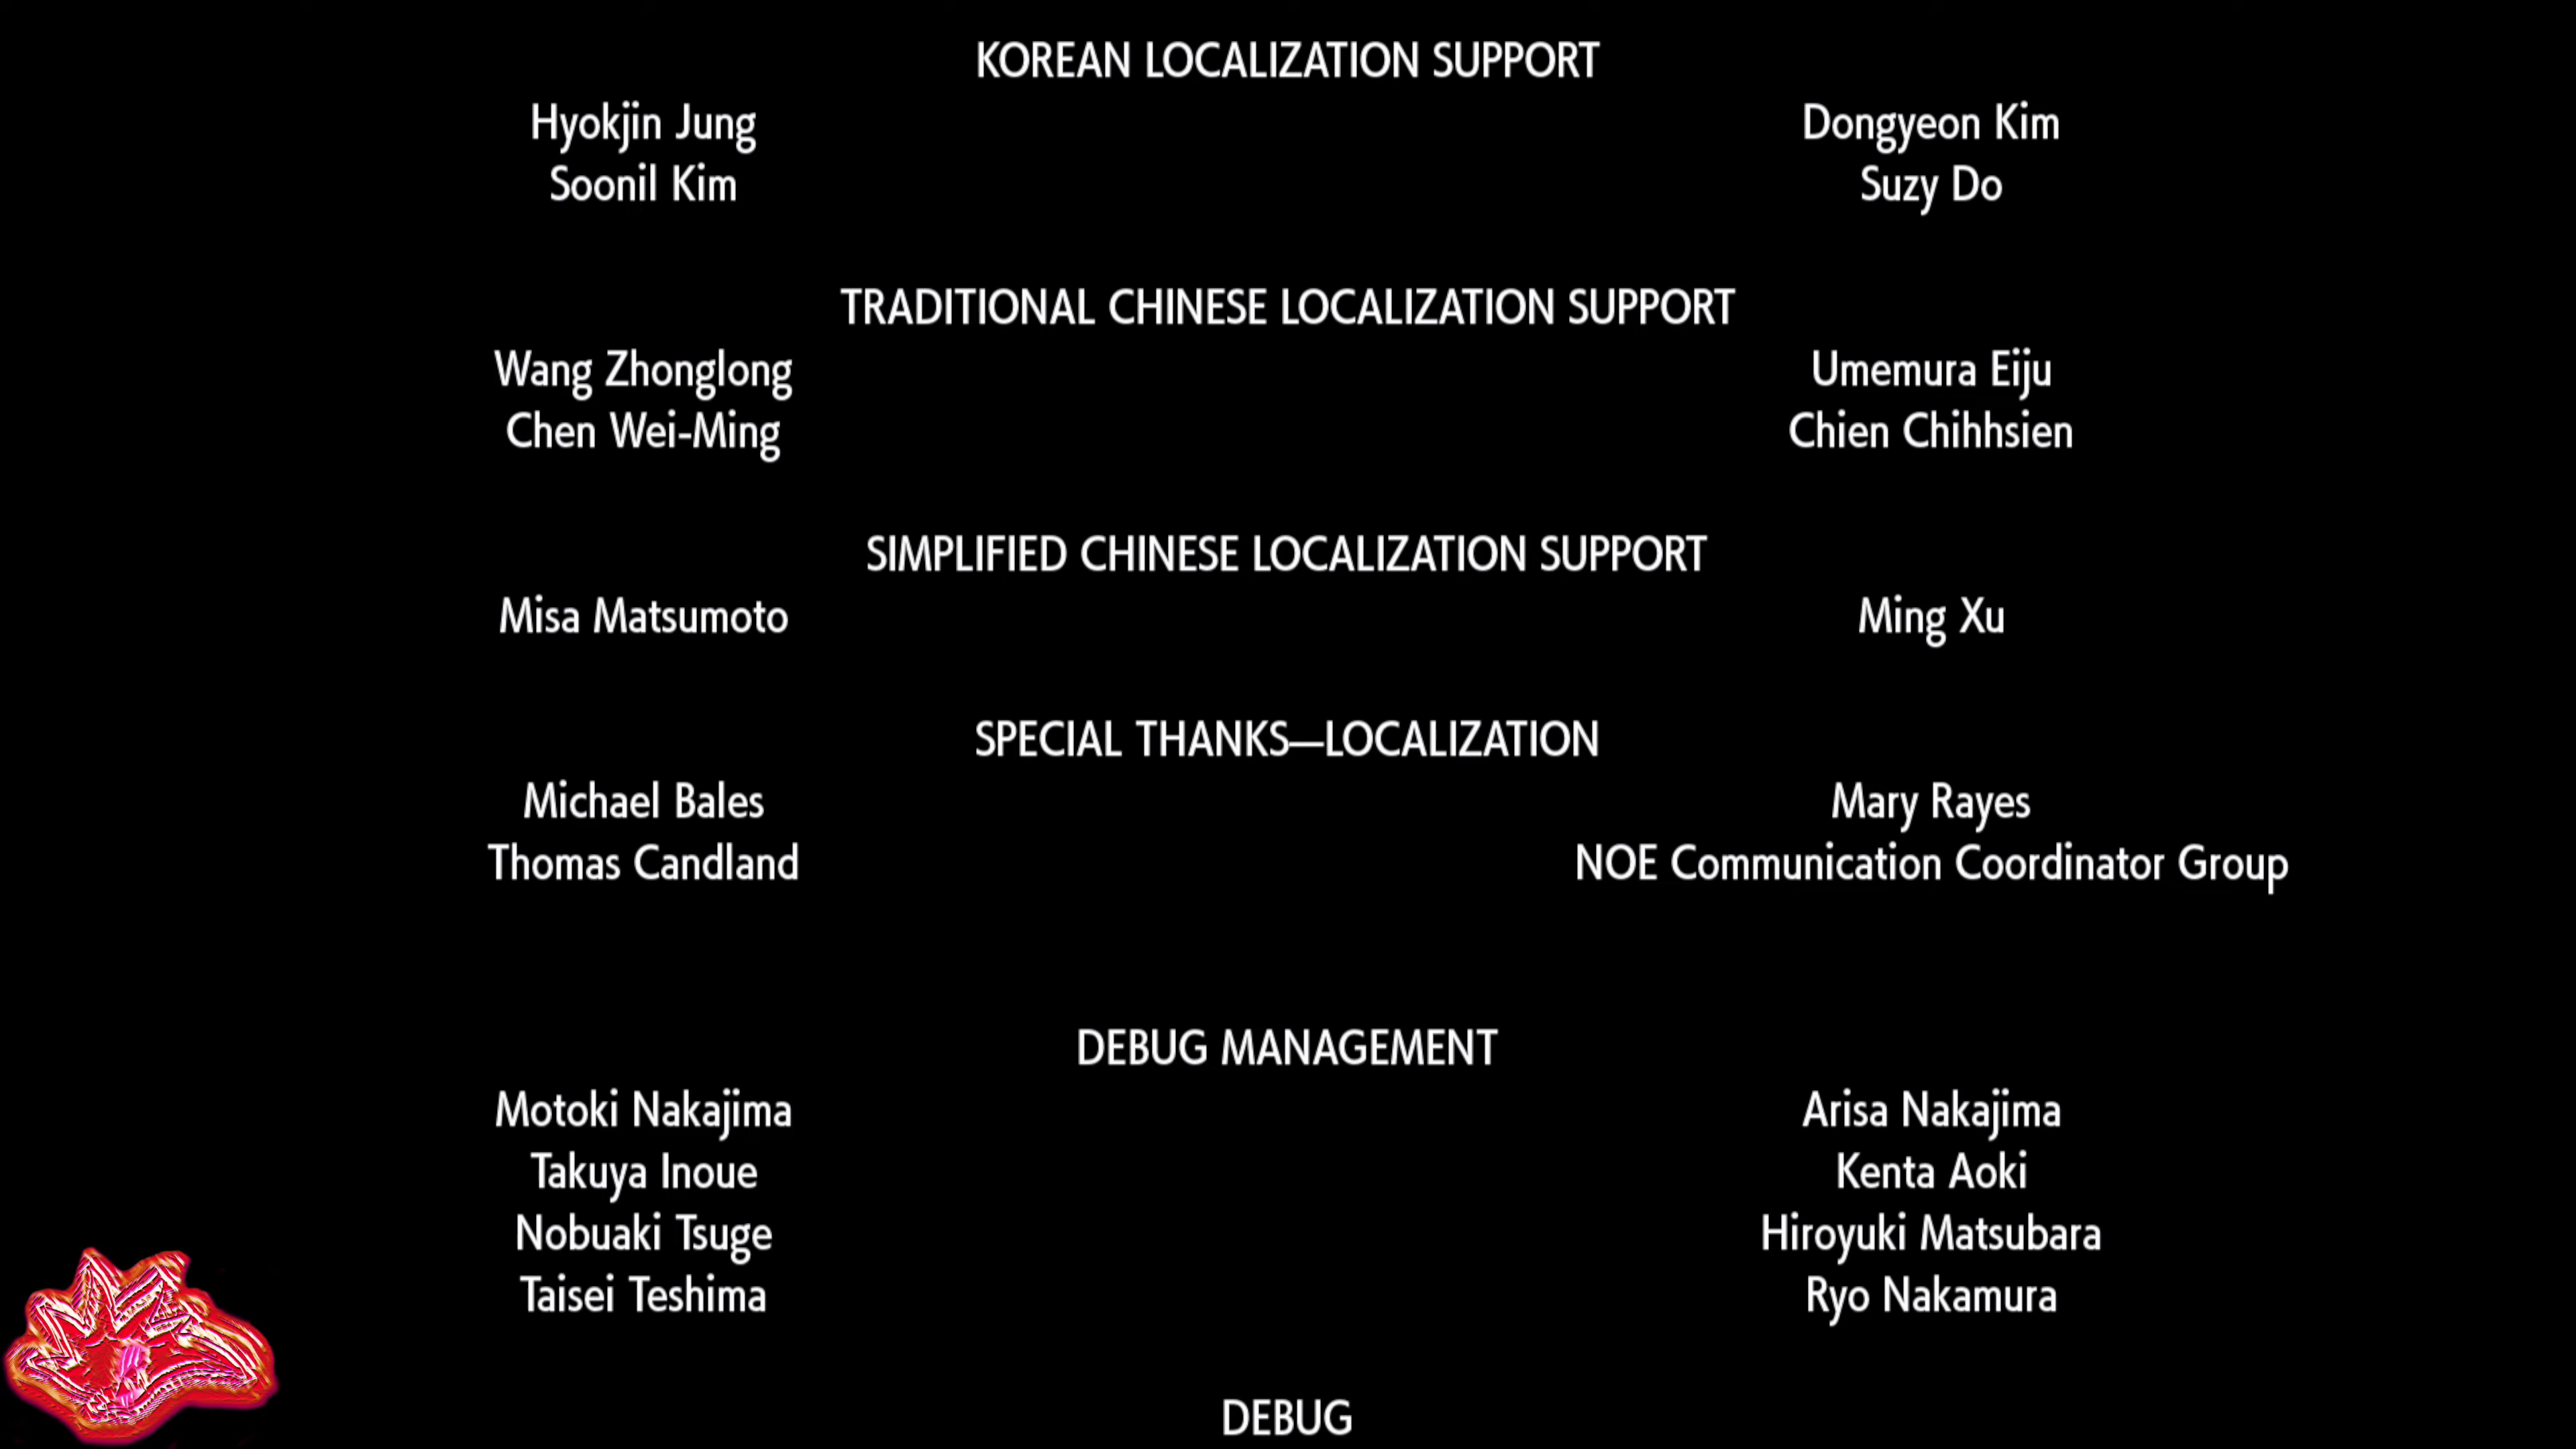 KOREAN LOCALIZATION SUPPORT
Hyokjin Jung Dongyeon Kim
Soonil Kim Suzy Do
TRADITIONAL CHINESE LOCALIZATION SUPPORT
Wang Zhonglong Umemura Eiju
Chen Wei-Ming Chien Chihhsien
SIMPLIFIED CHINESE LOCALIZATION SUPPORT
Misa Matsumoto Ming Xu
SPECIAL THANKS—LOCALIZATION
Michael Bales Mary Rayes
Thomas Candland NOE Communication Coordinator Group
DEBUG MANAGEMENT
Motoki Nakajima Arisa Nakajima
Takuya Inoue Kenta Aoki
Nobuaki Tsuge Hiroyuki Matsubara
Taisei Teshima Ryo Nakamura
DEBUG